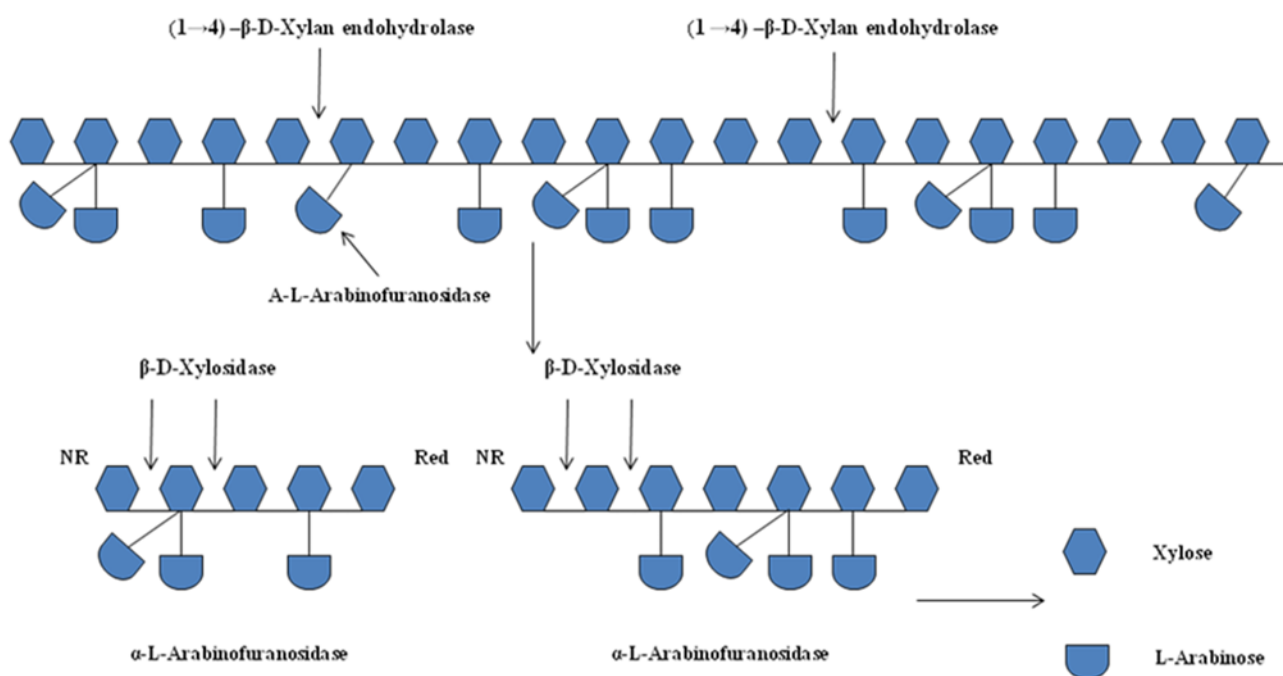 (1→4) –β-D-Xylan endohydrolase
(1→4) –β-D-Xylan endohydrolase
A-L-Arabinofuranosidase
β-D-Xylosidase
β-D-Xylosidase
NR
Red
NR
Red
Xylose
α-L-Arabinofuranosidase
α-L-Arabinofuranosidase
L-Arabinose